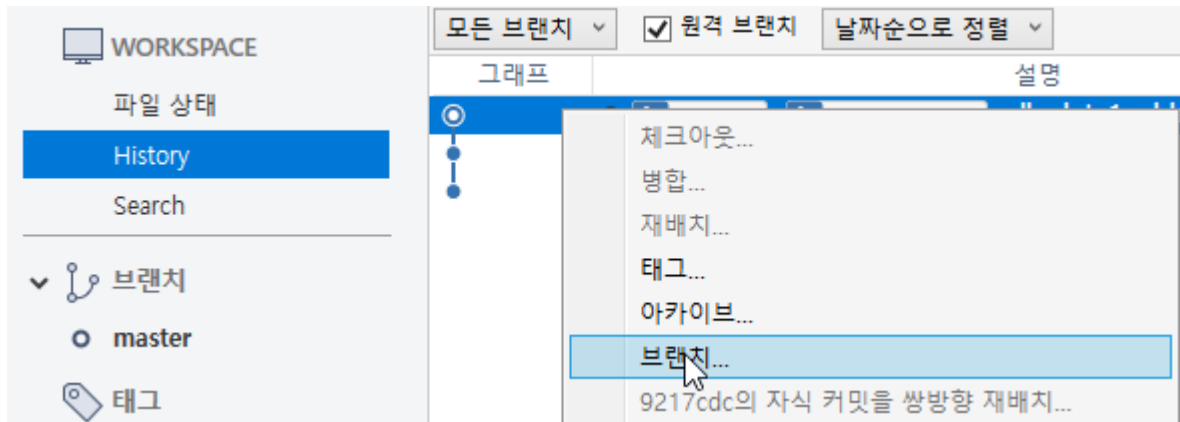 WORKSPACE
파일 상태
History
Search
브랜치
master
태그
모든 브랜치 원격 브랜치 날짜순으로 정렬
그래프 설명
체크아웃...
병합...
재배치...
태그...
아카이브...
브랜치...
9217cdc의 자식 커밋을 쌍방향 재배치...